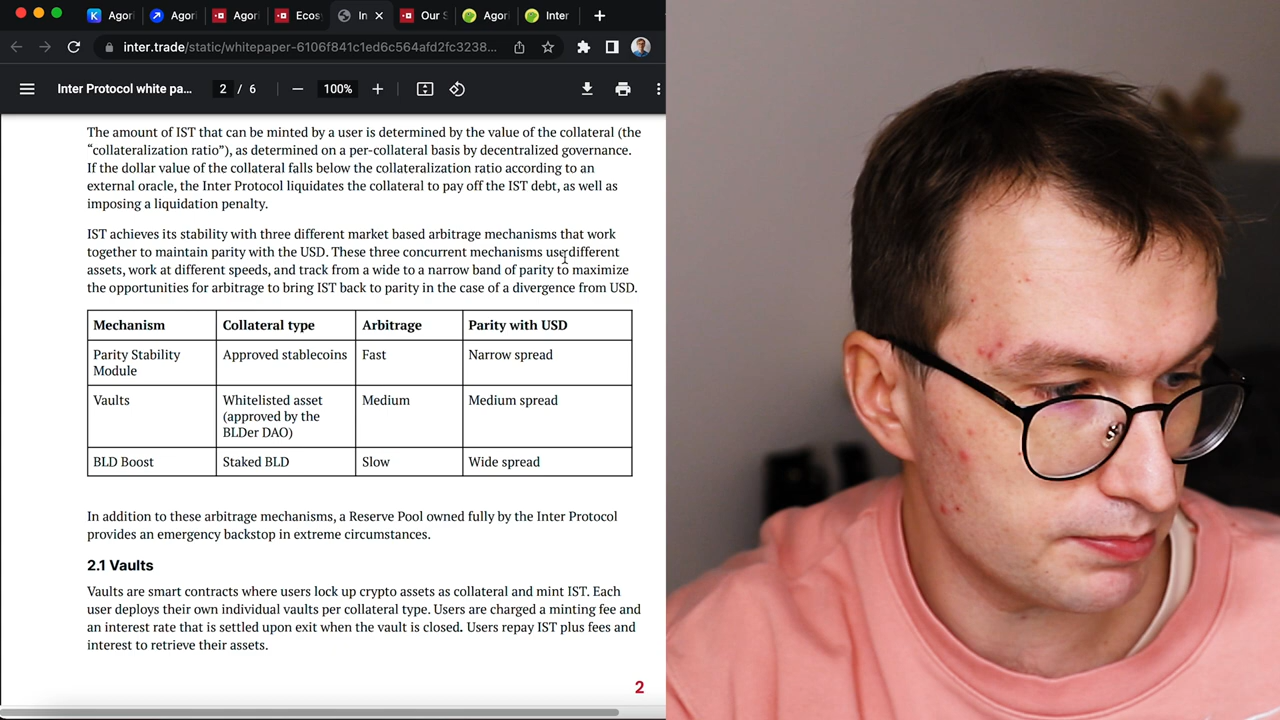 Agori
Agori
Agori
Ecosy
In
Our S
Agori
Inter
inter.trade/static/whitepaper-6106f841c1ed6c564afd2fc3238...
Inter Protocol white pa...
2 / 6
100%
The amount of IST that can be minted by a user is determined by the value of the collateral (the
“collateralization ratio”), as determined on a per-collateral basis by decentralized governance.
If the dollar value of the collateral falls below the collateralization ratio according to an
external oracle, the Inter Protocol liquidates the collateral to pay off the IST debt, as well as
imposing a liquidation penalty.
IST achieves its stability with three different market based arbitrage mechanisms that work
together to maintain parity with the USD. These three concurrent mechanisms use different
assets, work at different speeds, and track from a wide to a narrow band of parity to maximize
the opportunities for arbitrage to bring IST back to parity in the case of a divergence from USD.
Mechanism Collateral type Arbitrage Parity with USD
Parity Stability Approved stablecoins Fast Narrow spread
Module
Vaults Whitelisted asset Medium Medium spread
(approved by the
BLDer DAO)
BLD Boost Staked BLD Slow Wide spread
In addition to these arbitrage mechanisms, a Reserve Pool owned fully by the Inter Protocol
provides an emergency backstop in extreme circumstances.
2.1 Vaults
Vaults are smart contracts where users lock up crypto assets as collateral and mint IST. Each
user deploys their own individual vaults per collateral type. Users are charged a minting fee and
an interest rate that is settled upon exit when the vault is closed. Users repay IST plus fees and
interest to retrieve their assets.
2